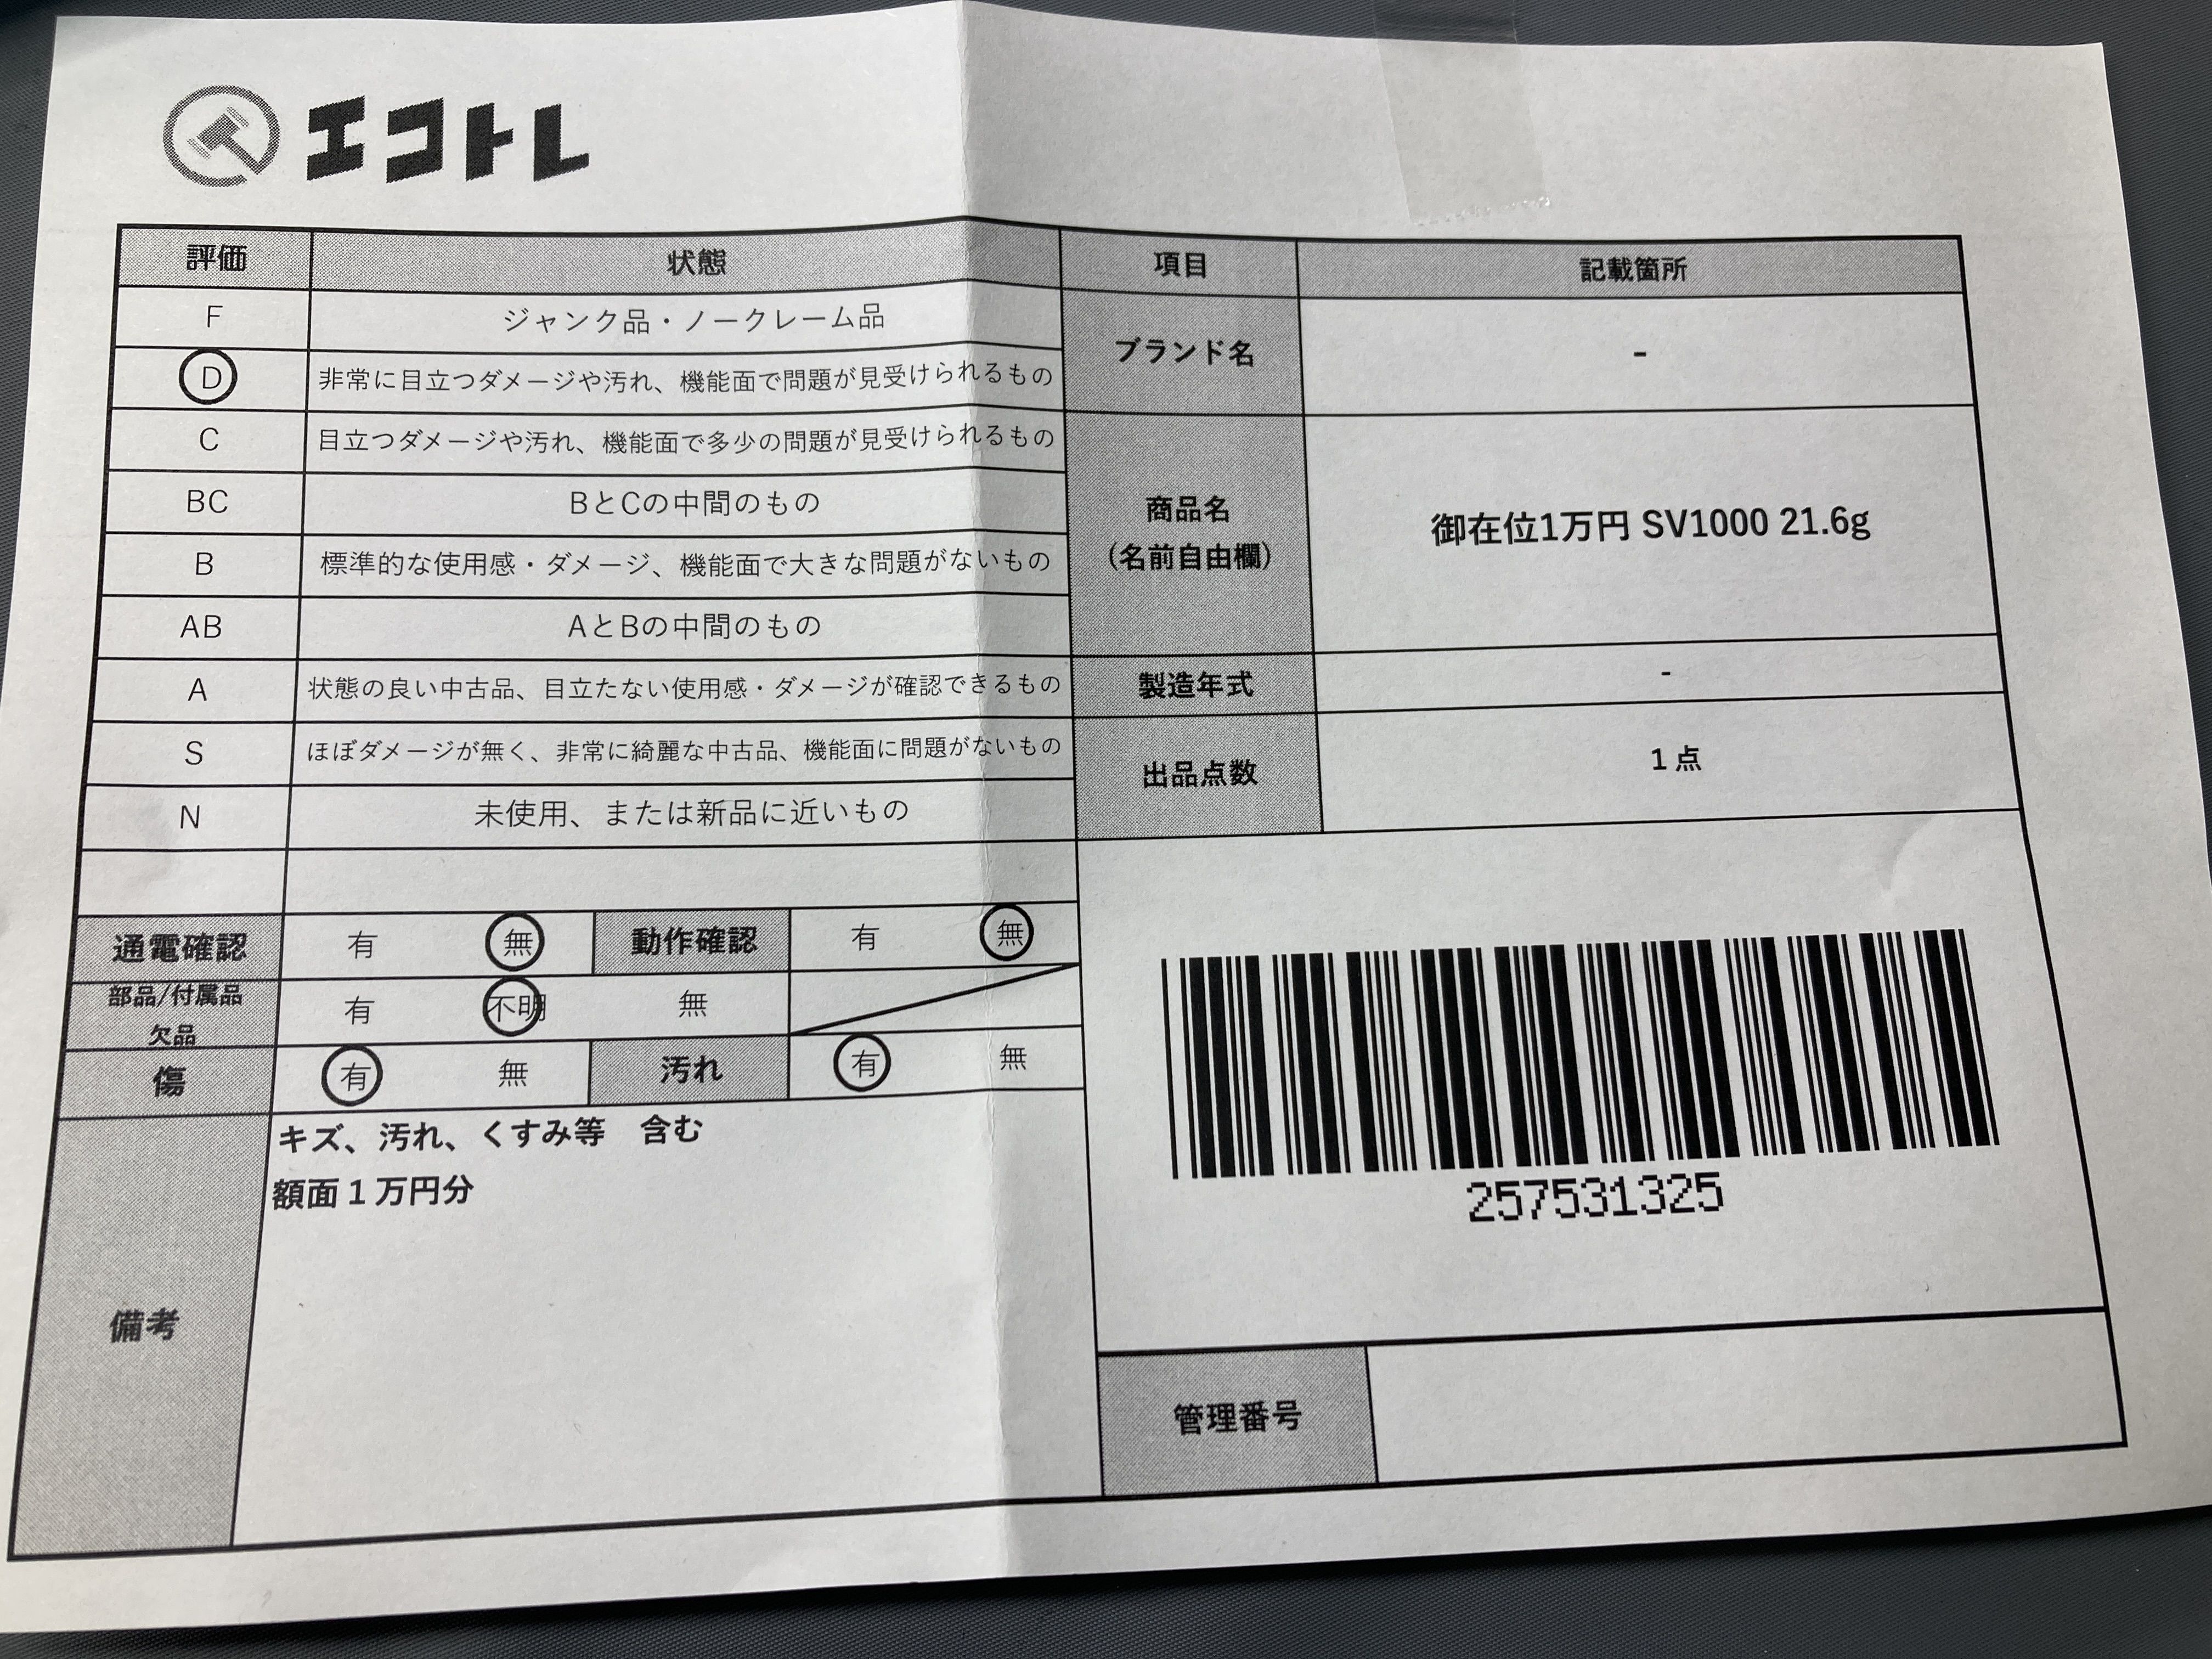 エコトレ
評価 状態
F ジャンク品・ノークレーム品
D 非常に目立つダメージや汚れ、機能面で問題が見受けられるもの
C 目立つダメージや汚れ、機能面で多少の問題が見受けられるもの
BC BとCの中間のもの
B 標準的な使用感・ダメージ、機能面で大きな問題がないもの
AB AとBの中間のもの
A 状態の良い中古品、目立たない使用感・ダメージが確認できるもの
S ほぼダメージが無く、非常に綺麗な中古品、機能面に問題がないもの
N 未使用、または新品に近いもの
通電確認 有 無 動作確認 有 無
部品/付属品
欠品 有 不明 無
傷 有 無 汚れ 有 無
備考
キズ、汚れ、くすみ等　含む
額面１万円分
項目 記載箇所
ブランド名 -
商品名
（名前自由欄）
御在位1万円 SV1000 21.6g
製造年式 -
出品点数 1 点
257531325
管理番号